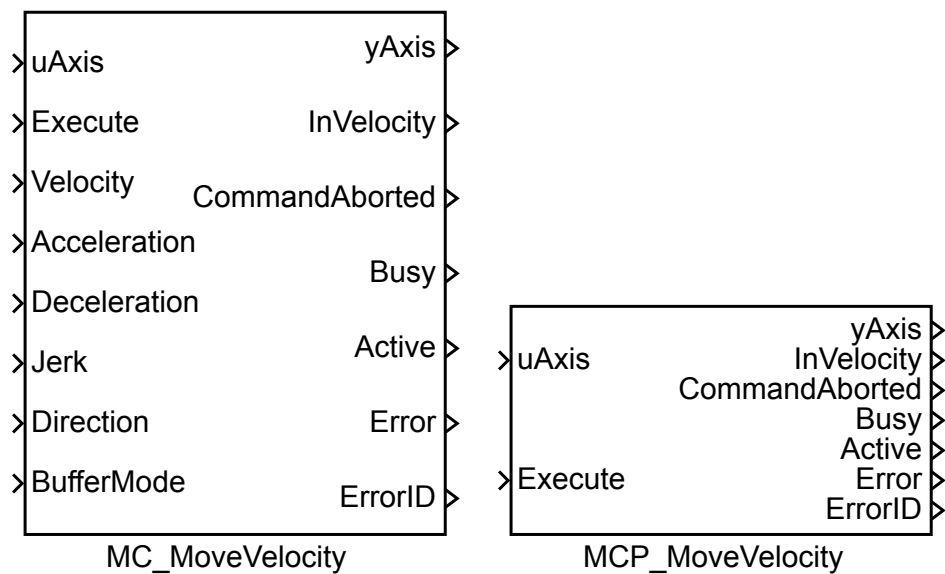 uAxis
Execute
Velocity
Acceleration
Deceleration
Jerk
Direction
BufferMode
yAxis
InVelocity
CommandAborted
Busy
Active
Error
ErrorID
MC_MoveVelocity
uAxis
Execute
yAxis
InVelocity
CommandAborted
Busy
Active
Error
ErrorID
MCP_MoveVelocity